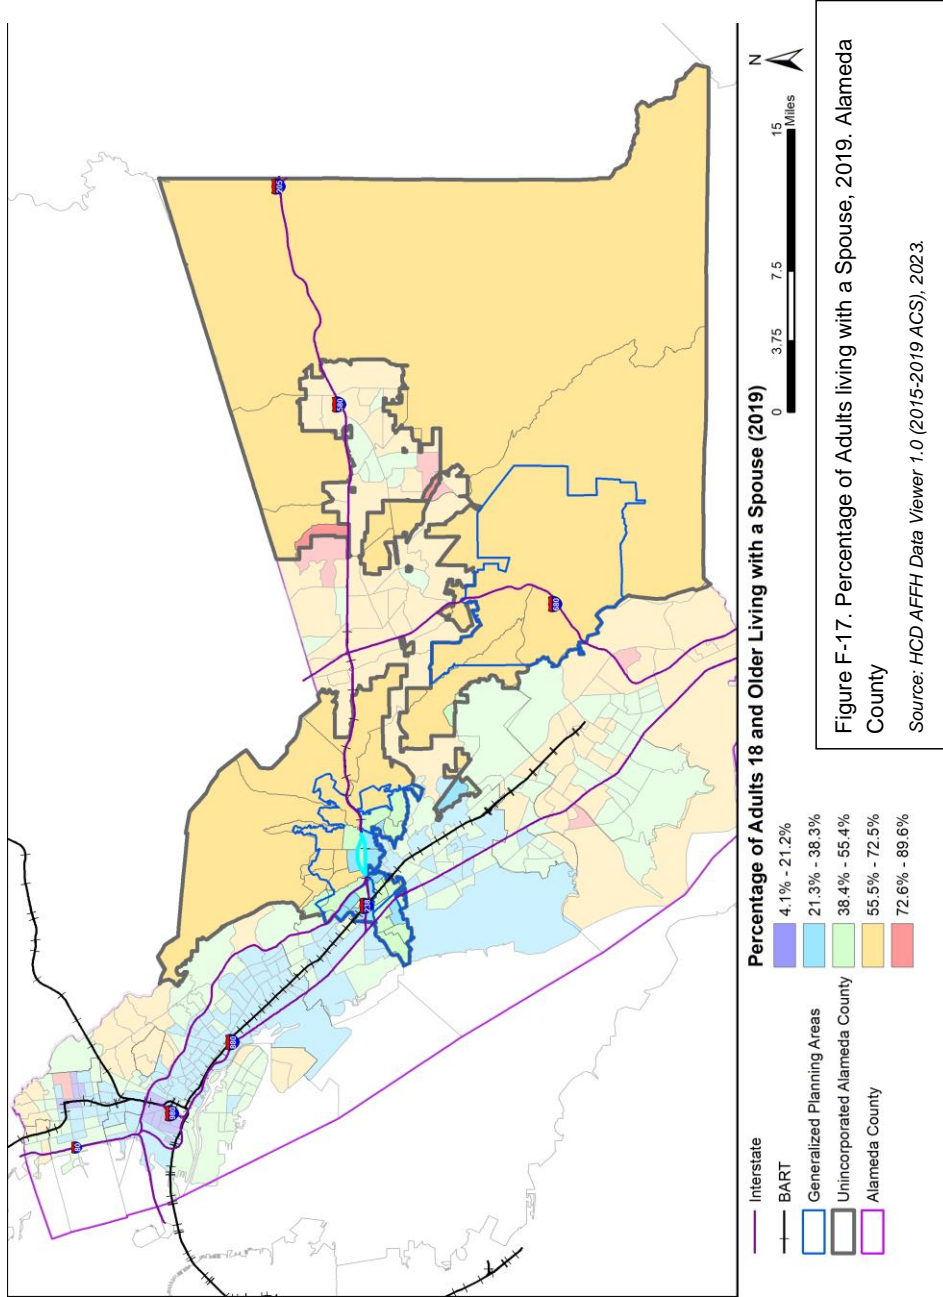 580
205
680
238
880
980
80
Percentage of Adults 18 and Older Living with a Spouse (2019)
Interstate
BART
Generalized Planning Areas
Unincorporated Alameda County
Alameda County
4.1% - 21.2%
21.3% - 38.3%
38.4% - 55.4%
55.5% - 72.5%
72.6% - 89.6%
0 3.75 7.5 15
Miles
N
Figure F-17. Percentage of Adults living with a Spouse, 2019. Alameda
County
Source: HCD AFFH Data Viewer 1.0 (2015-2019 ACS), 2023.